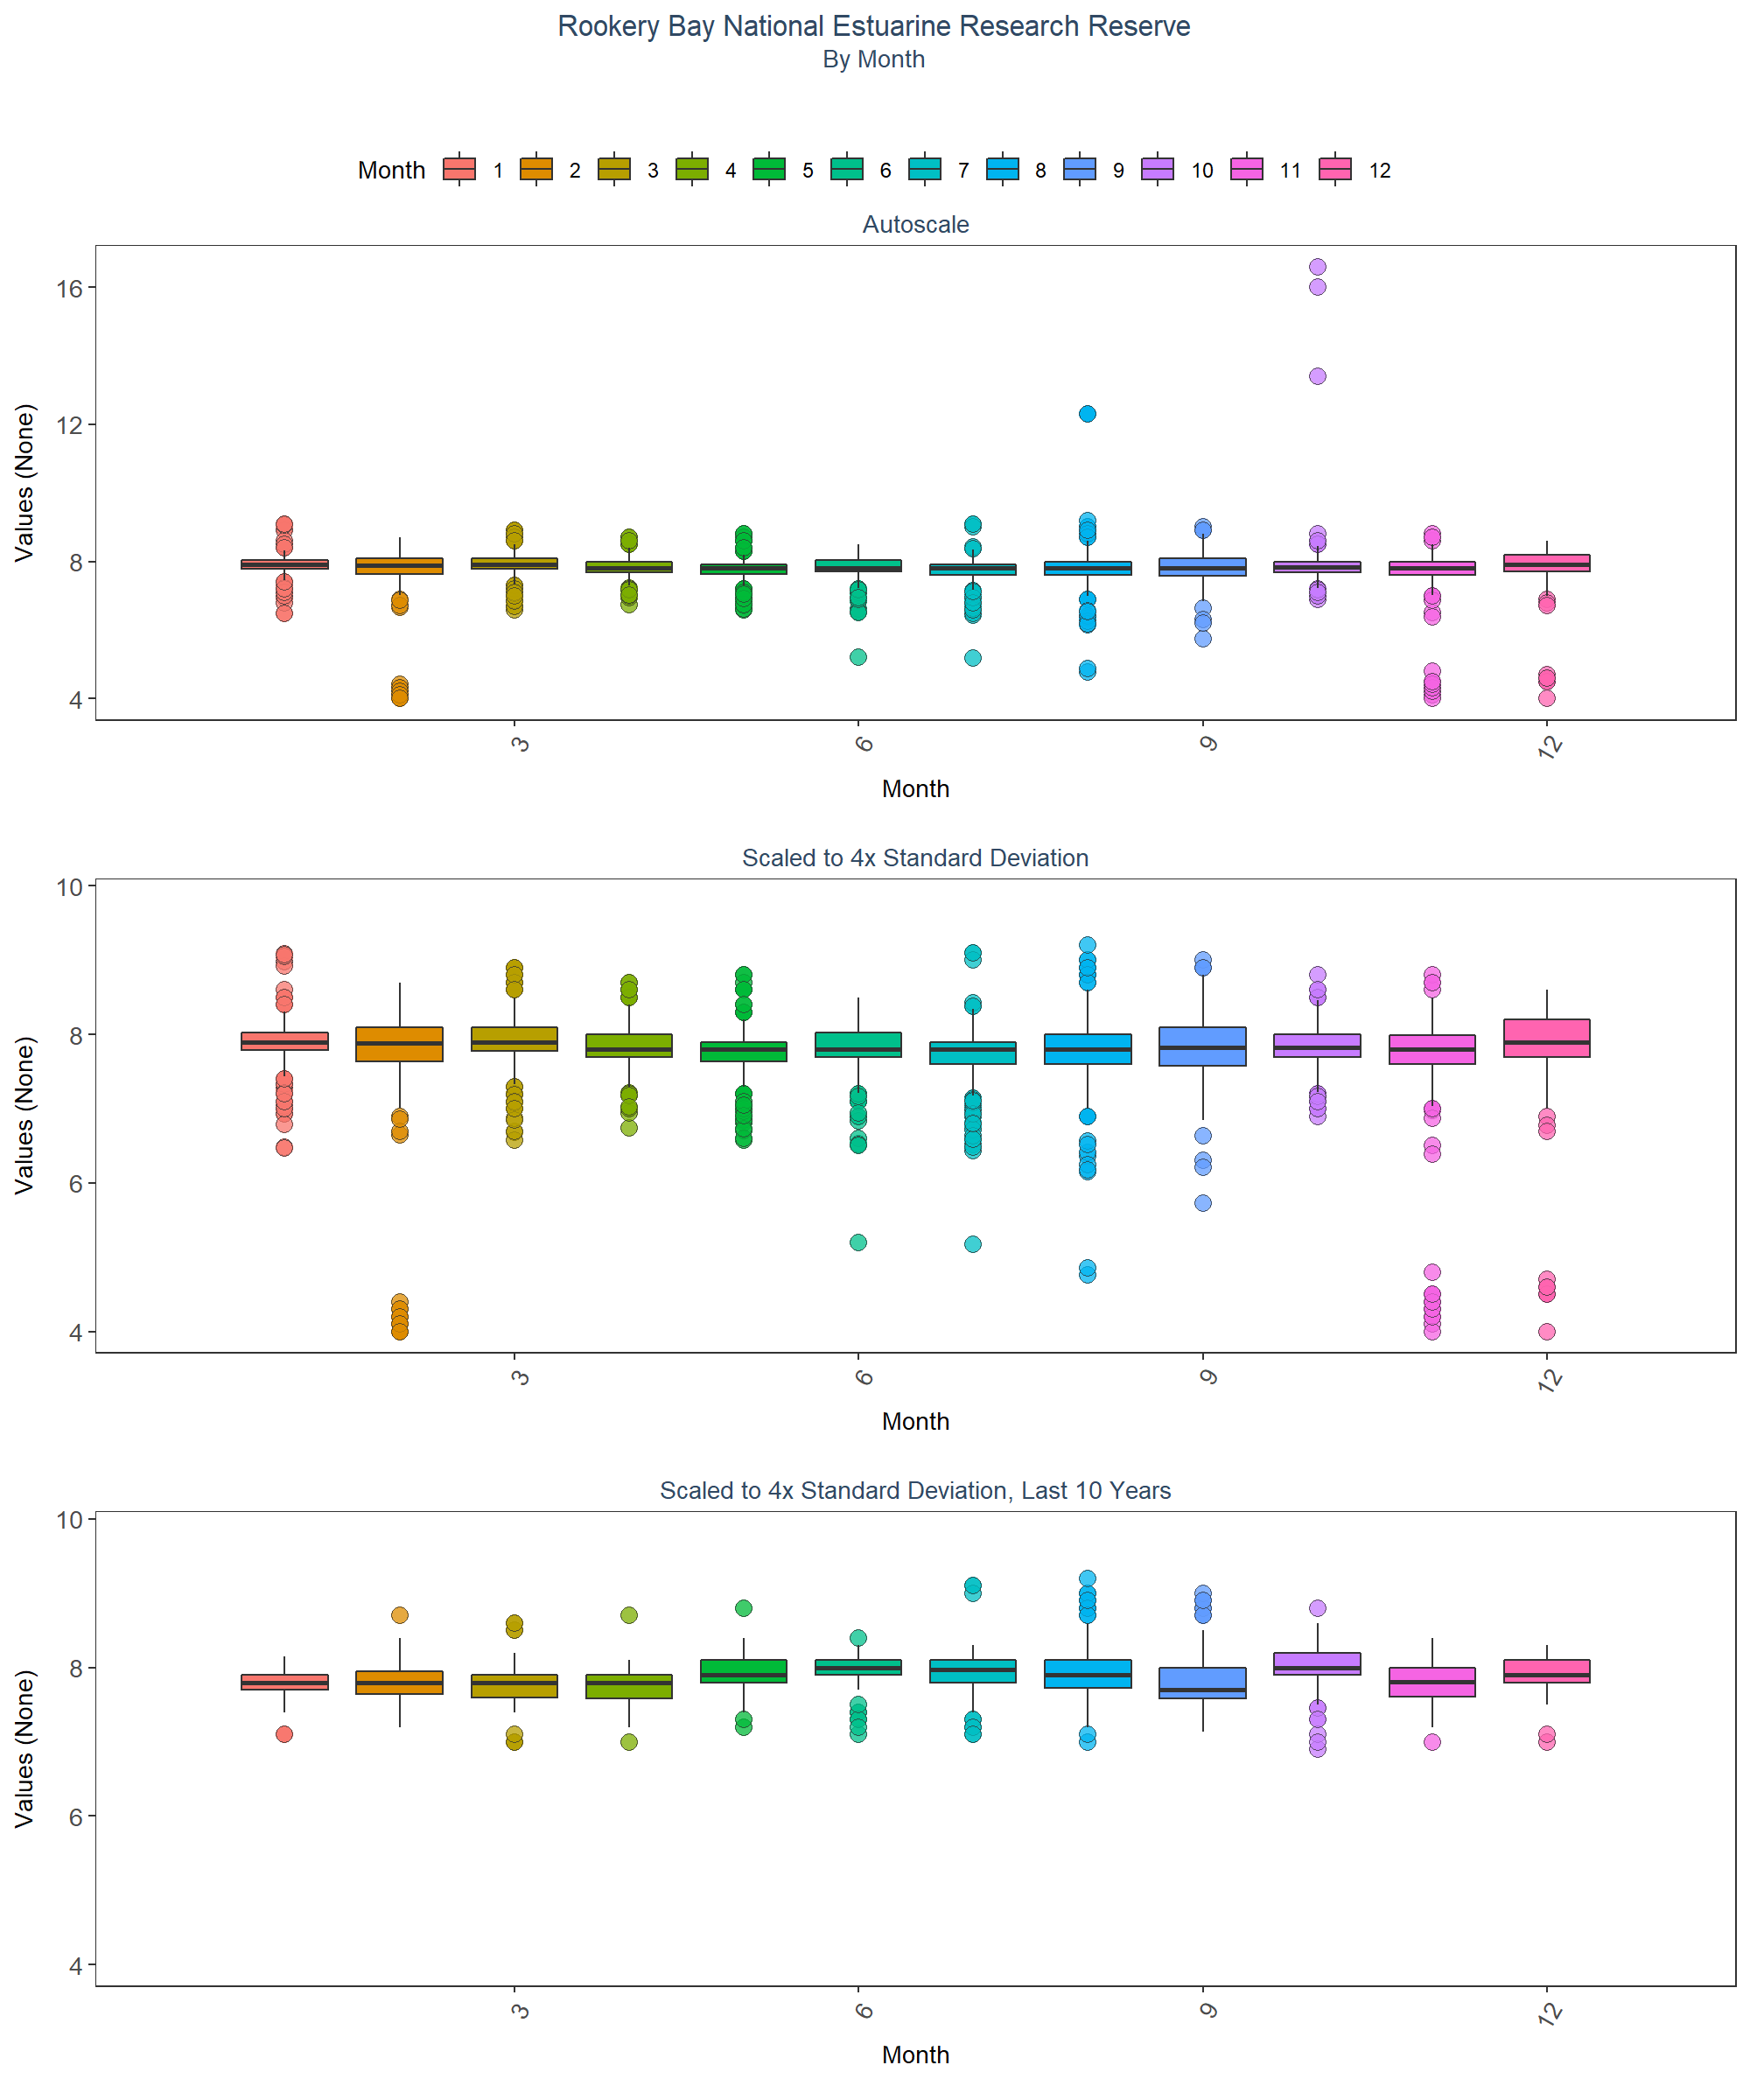 Rookery Bay National Estuarine Research Reserve
By Month
Month 1 2 3 4 5 6 7 8 9 10 11 12
Autoscale
Values (None)
16
12
8
4
3 6 9 12
Month
Scaled to 4x Standard Deviation
Values (None)
10
8
6
4
3 6 9 12
Month
Scaled to 4x Standard Deviation, Last 10 Years
Values (None)
10
8
6
4
3 6 9 12
Month